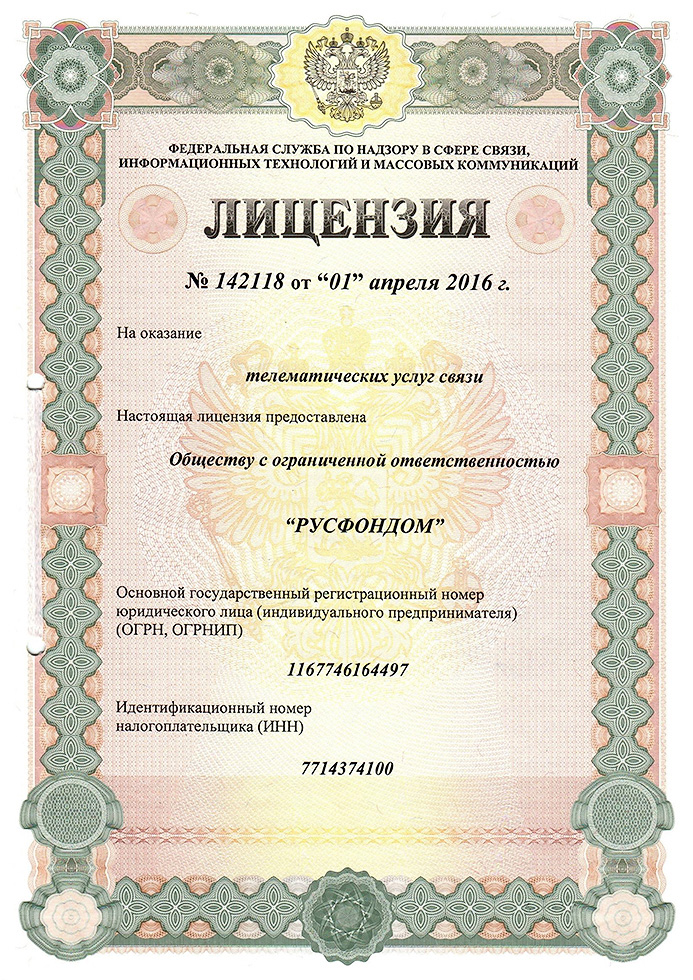 ФЕДЕРАЛЬНАЯ СЛУЖБА ПО НАДЗОРУ В СФЕРЕ СВЯЗИ,
ИНФОРМАЦИОННЫХ ТЕХНОЛОГИЙ И МАССОВЫХ КОММУНИКАЦИЙ
ЛИЦЕНЗИЯ
№ 142118 от “01” апреля 2016 г.
На оказание
телематических услуг связи
Настоящая лицензия предоставлена
Обществу с ограниченной ответственностью
“РУСФОНДОМ”
Основной государственный регистрационный номер
юридического лица (индивидуального предпринимателя)
(ОГРН, ОГРНИП)
1167746164497
Идентификационный номер
налогоплательщика (ИНН)
7714374100